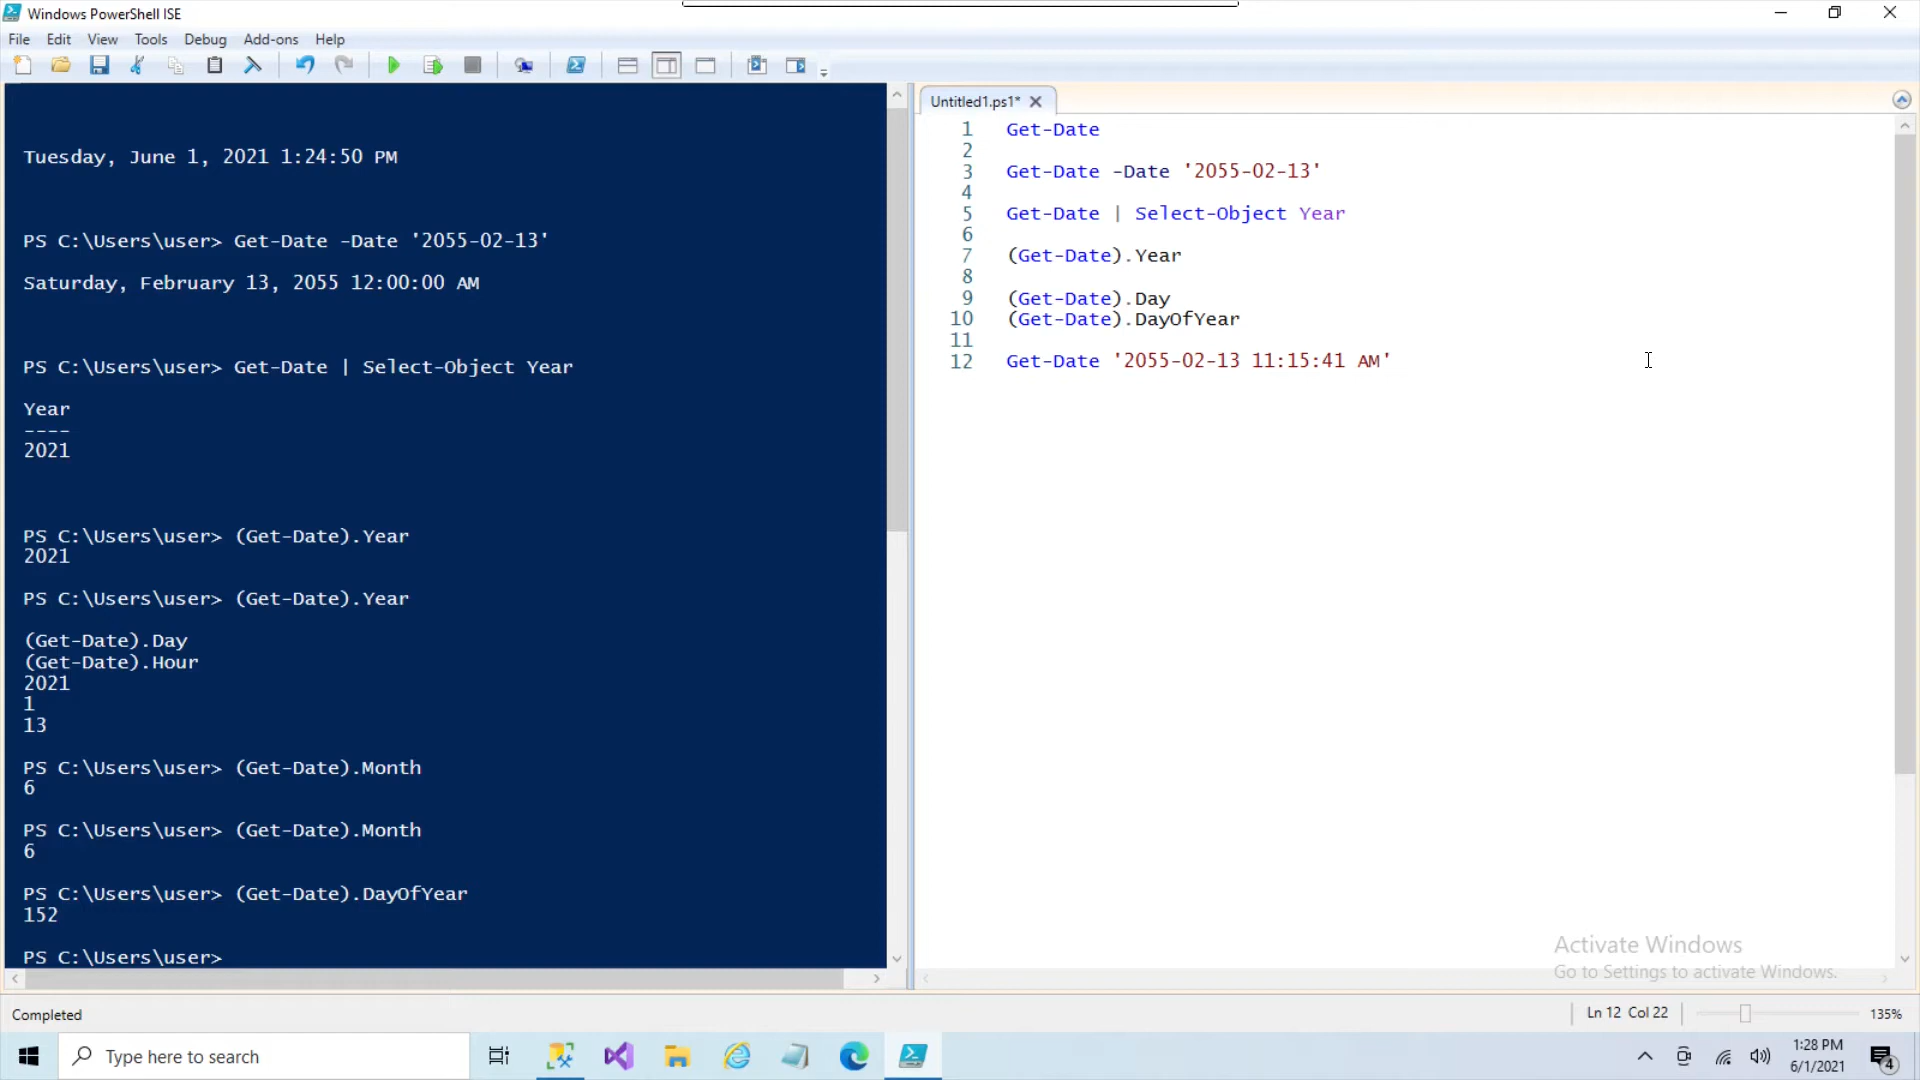 Windows PowerShell ISE
File Edit View Tools Debug Add-ons Help
Tuesday, June 1, 2021 1:24:50 PM
PS C:\Users\user> Get-Date -Date '2055-02-13'
Saturday, February 13, 2055 12:00:00 AM
PS C:\Users\user> Get-Date | Select-Object Year
Year
----
2021
PS C:\Users\user> (Get-Date).Year
2021
PS C:\Users\user> (Get-Date).Year
(Get-Date).Day
(Get-Date).Hour
2021
1
13
PS C:\Users\user> (Get-Date).Month
6
PS C:\Users\user> (Get-Date).Month
6
PS C:\Users\user> (Get-Date).DayOfYear
152
PS C:\Users\user>
Untitled1.ps1*
1 Get-Date
2
3 Get-Date -Date '2055-02-13'
4
5 Get-Date | Select-Object Year
6
7 (Get-Date).Year
8
9 (Get-Date).Day
10 (Get-Date).DayOfYear
11
12 Get-Date '2055-02-13 11:15:41 AM'
Activate Windows
Go to Settings to activate Windows.
Completed
Ln 12 Col 22
135%
Type here to search
1:28 PM
6/1/2021
4